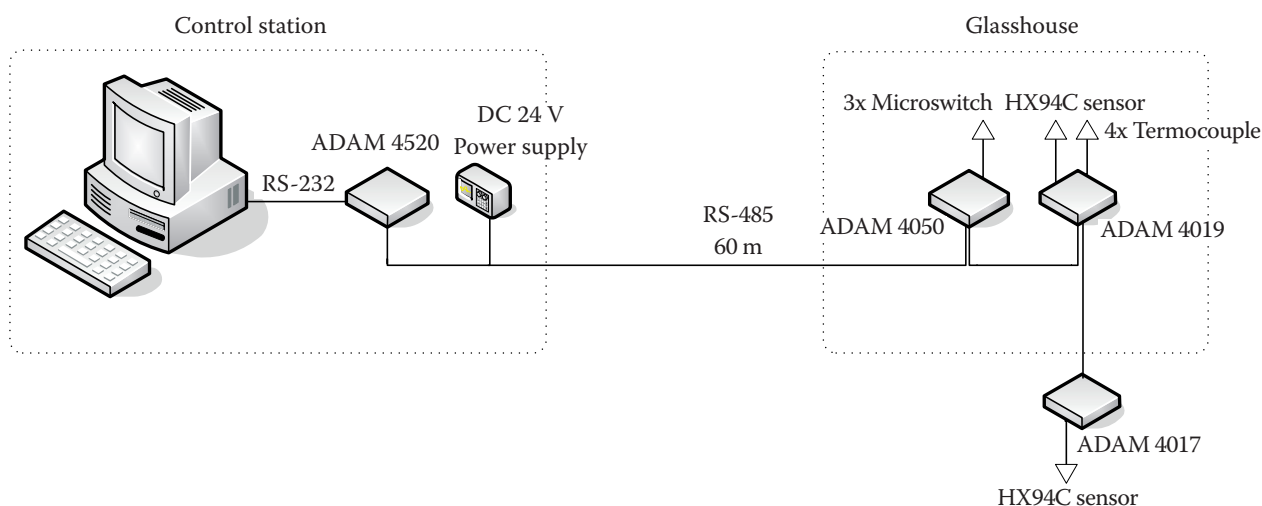 Control station
Glasshouse
3x Microswitch
HX94C sensor
4x Termocouple
DC 24 V
Power supply
ADAM 4520
RS-232
RS-485
60 m
ADAM 4050
ADAM 4019
ADAM 4017
HX94C sensor